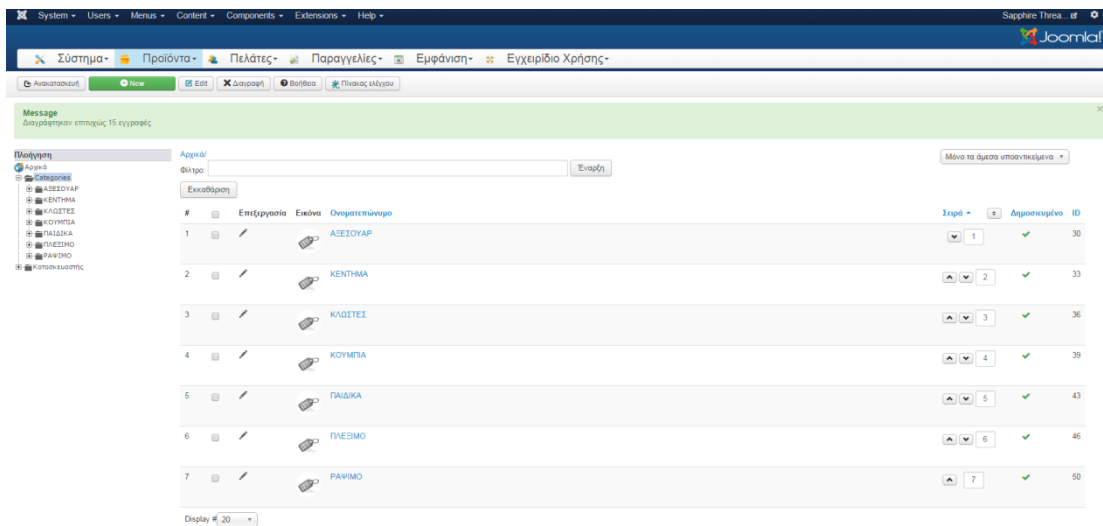 System Users Menus Content Components Extensions Help Sapphire Threa...
Joomla!
Σύστημα Προϊόντα Πελάτες Παραγγελίες Εμφάνιση Εγχειρίδιο Χρήσης
Ανακατασκευή New Edit Διαγραφή Βοήθεια Πίνακας ελέγχου
Message
Διαγράφτηκαν επιτυχώς 15 εγγραφές
Πλοήγηση
Αρχικά
Categories
ΑΞΕΣΟΥΑΡ
ΚΕΝΤΗΜΑ
ΚΛΩΣΤΕΣ
ΚΟΥΜΠΙΑ
ΠΑΙΔΙΚΑ
ΠΛΕΞΙΜΟ
ΡΑΨΙΜΟ
Κατασκευαστής
Αρχικά/
Μόνο τα άμεσα υποαντικείμενα
Φίλτρο: Έναρξη
Εκκαθάριση
# Επεξεργασία Εικόνα Ονοματεπώνυμο Σειρά Δημοσιευμένο ID
1 ΑΞΕΣΟΥΑΡ 1 30
2 ΚΕΝΤΗΜΑ 2 33
3 ΚΛΩΣΤΕΣ 3 36
4 ΚΟΥΜΠΙΑ 4 39
5 ΠΑΙΔΙΚΑ 5 43
6 ΠΛΕΞΙΜΟ 6 46
7 ΡΑΨΙΜΟ 7 50
Display # 20